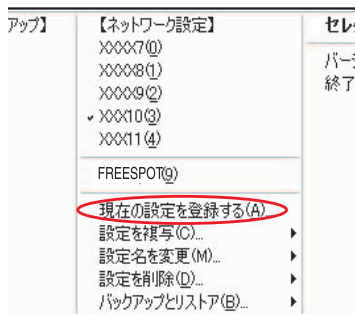 アップ】
【ネットワーク設定】
XXXX7(0)
XXXX8(1)
XXXX9(2)
✓ XXX10(3)
XXX11(4)
FREESPOT(9)
現在の設定を登録する(A)...
設定を複写(C)...
設定名を変更(M)...
設定を削除(D)...
バックアップとリストア(B)...
セレ
バージ
終了